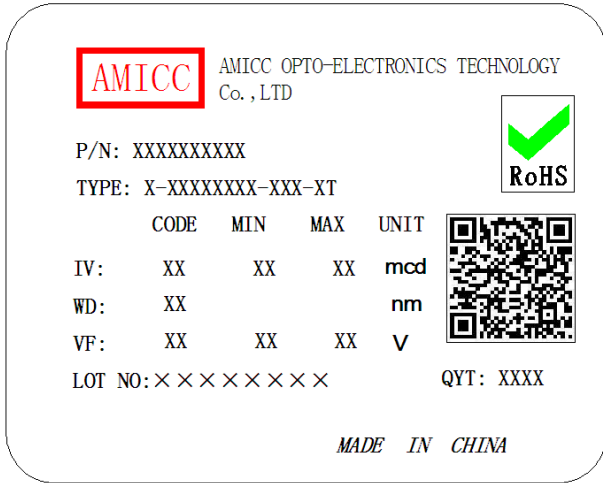 AMICC
AMICC OPTO-ELECTRONICS TECHNOLOGY
Co.,LTD
RoHS
P/N: XXXXXXXXXX
TYPE: X-XXXXXXXX-XXX-XT
CODE MIN MAX UNIT
IV: XX XX XX mcd
WD: XX nm
VF: XX XX XX V
LOT NO:××××××××
QYT: XXXX
MADE IN CHINA